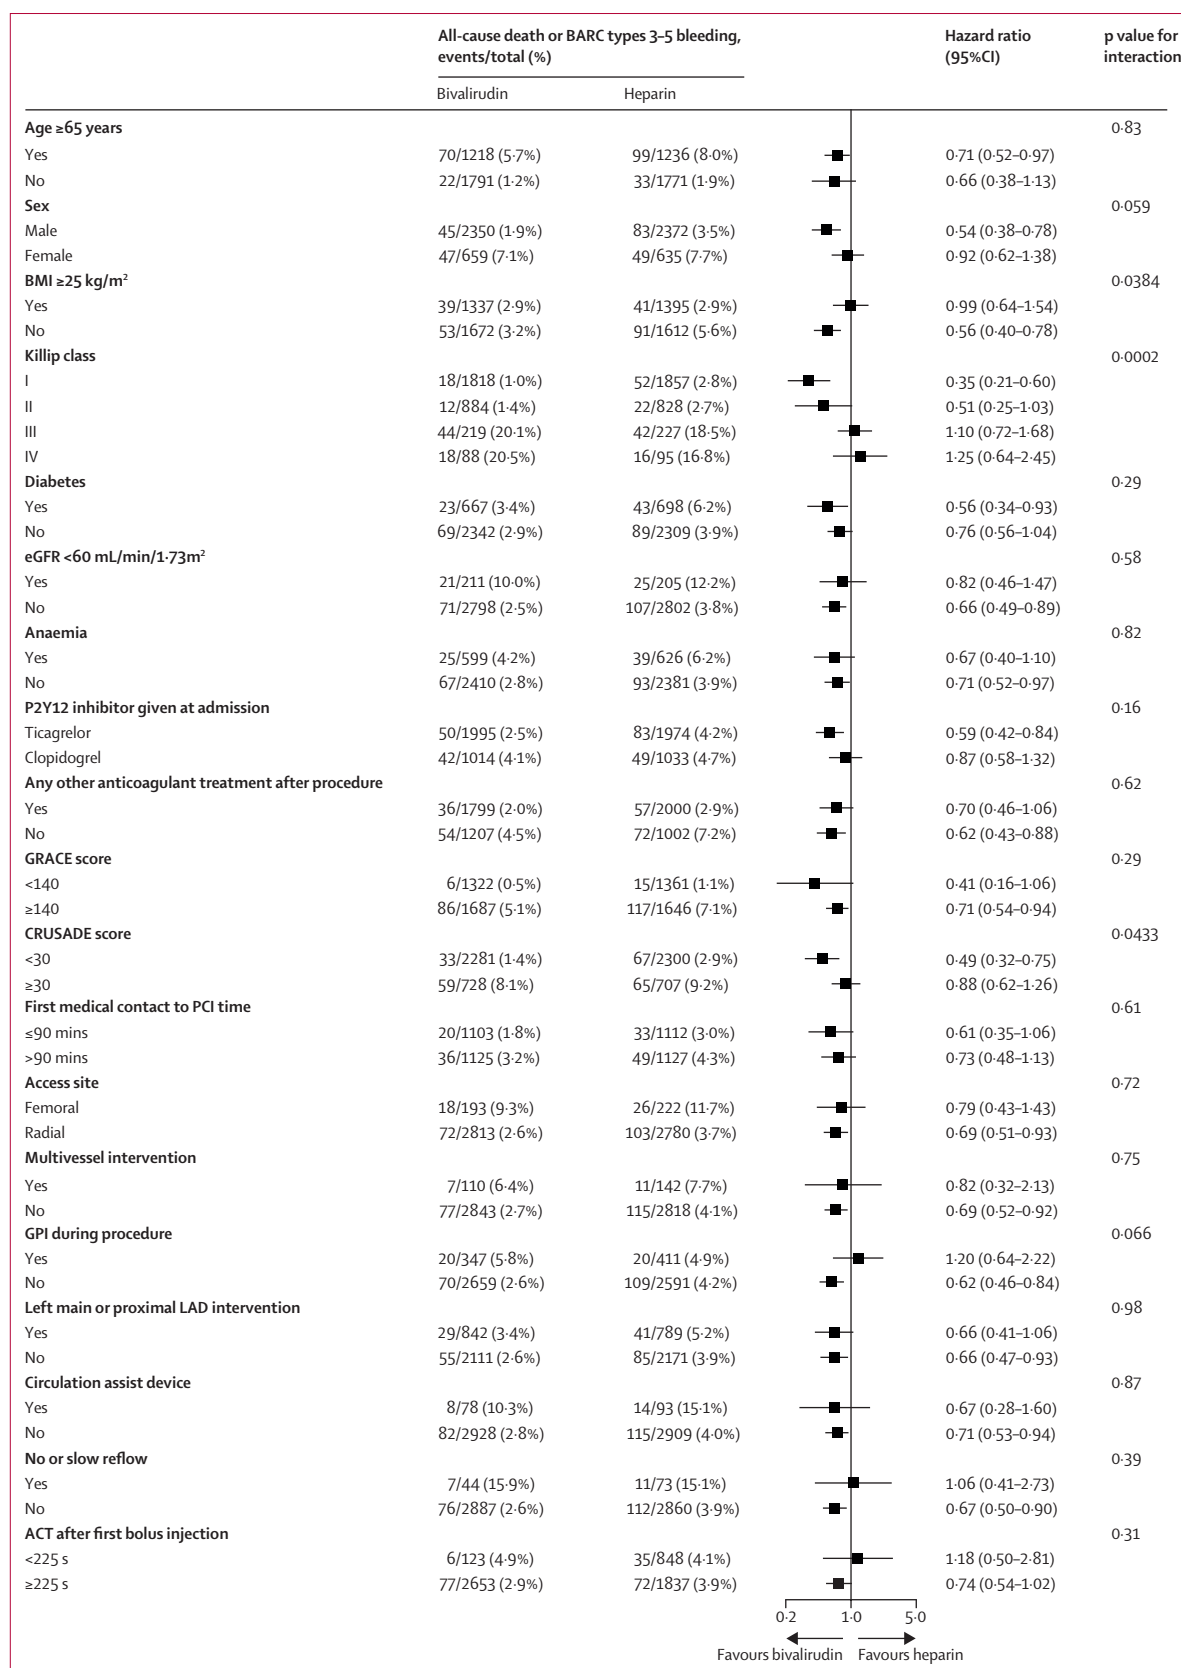 All-cause death or BARC types 3–5 bleeding, Hazard ratio p value for
events/total (%) (95%CI) interaction
Bivalirudin Heparin
Age ≥65 years 0·83
Yes 70/1218 (5·7%) 99/1236 (8·0%) 0·71 (0·52–0·97)
No 22/1791 (1·2%) 33/1771 (1·9%) 0·66 (0·38–1·13)
Sex 0·059
Male 45/2350 (1·9%) 83/2372 (3·5%) 0·54 (0·38–0·78)
Female 47/659 (7·1%) 49/635 (7·7%) 0·92 (0·62–1·38)
BMI ≥25 kg/m² 0·0384
Yes 39/1337 (2·9%) 41/1395 (2·9%) 0·99 (0·64–1·54)
No 53/1672 (3·2%) 91/1612 (5·6%) 0·56 (0·40–0·78)
Killip class 0·0002
I 18/1818 (1·0%) 52/1857 (2·8%) 0·35 (0·21–0·60)
II 12/884 (1·4%) 22/828 (2·7%) 0·51 (0·25–1·03)
III 44/219 (20·1%) 42/227 (18·5%) 1·10 (0·72–1·68)
IV 18/88 (20·5%) 16/95 (16·8%) 1·25 (0·64–2·45)
Diabetes 0·29
Yes 23/667 (3·4%) 43/698 (6·2%) 0·56 (0·34–0·93)
No 69/2342 (2·9%) 89/2309 (3·9%) 0·76 (0·56–1·04)
eGFR <60 mL/min/1·73m² 0·58
Yes 21/211 (10·0%) 25/205 (12·2%) 0·82 (0·46–1·47)
No 71/2798 (2·5%) 107/2802 (3·8%) 0·66 (0·49–0·89)
Anaemia 0·82
Yes 25/599 (4·2%) 39/626 (6·2%) 0·67 (0·40–1·10)
No 67/2410 (2·8%) 93/2381 (3·9%) 0·71 (0·52–0·97)
P2Y12 inhibitor given at admission 0·16
Ticagrelor 50/1995 (2·5%) 83/1974 (4·2%) 0·59 (0·42–0·84)
Clopidogrel 42/1014 (4·1%) 49/1033 (4·7%) 0·87 (0·58–1·32)
Any other anticoagulant treatment after procedure 0·62
Yes 36/1799 (2·0%) 57/2000 (2·9%) 0·70 (0·46–1·06)
No 54/1207 (4·5%) 72/1002 (7·2%) 0·62 (0·43–0·88)
GRACE score 0·29
<140 6/1322 (0·5%) 15/1361 (1·1%) 0·41 (0·16–1·06)
≥140 86/1687 (5·1%) 117/1646 (7·1%) 0·71 (0·54–0·94)
CRUSADE score 0·0433
<30 33/2281 (1·4%) 67/2300 (2·9%) 0·49 (0·32–0·75)
≥30 59/728 (8·1%) 65/707 (9·2%) 0·88 (0·62–1·26)
First medical contact to PCI time 0·61
≤90 mins 20/1103 (1·8%) 33/1112 (3·0%) 0·61 (0·35–1·06)
>90 mins 36/1125 (3·2%) 49/1127 (4·3%) 0·73 (0·48–1·13)
Access site 0·72
Femoral 18/193 (9·3%) 26/222 (11·7%) 0·79 (0·43–1·43)
Radial 72/2813 (2·6%) 103/2780 (3·7%) 0·69 (0·51–0·93)
Multivessel intervention 0·75
Yes 7/110 (6·4%) 11/142 (7·7%) 0·82 (0·32–2·13)
No 77/2843 (2·7%) 115/2818 (4·1%) 0·69 (0·52–0·92)
GPI during procedure 0·066
Yes 20/347 (5·8%) 20/411 (4·9%) 1·20 (0·64–2·22)
No 70/2659 (2·6%) 109/2591 (4·2%) 0·62 (0·46–0·84)
Left main or proximal LAD intervention 0·98
Yes 29/842 (3·4%) 41/789 (5·2%) 0·66 (0·41–1·06)
No 55/2111 (2·6%) 85/2171 (3·9%) 0·66 (0·47–0·93)
Circulation assist device 0·87
Yes 8/78 (10·3%) 14/93 (15·1%) 0·67 (0·28–1·60)
No 82/2928 (2·8%) 115/2909 (4·0%) 0·71 (0·53–0·94)
No or slow reflow 0·39
Yes 7/44 (15·9%) 11/73 (15·1%) 1·06 (0·41–2·73)
No 76/2887 (2·6%) 112/2860 (3·9%) 0·67 (0·50–0·90)
ACT after first bolus injection 0·31
<225 s 6/123 (4·9%) 35/848 (4·1%) 1·18 (0·50–2·81)
≥225 s 77/2653 (2·9%) 72/1837 (3·9%) 0·74 (0·54–1·02)
0·2 1·0 5·0
Favours bivalirudin Favours heparin